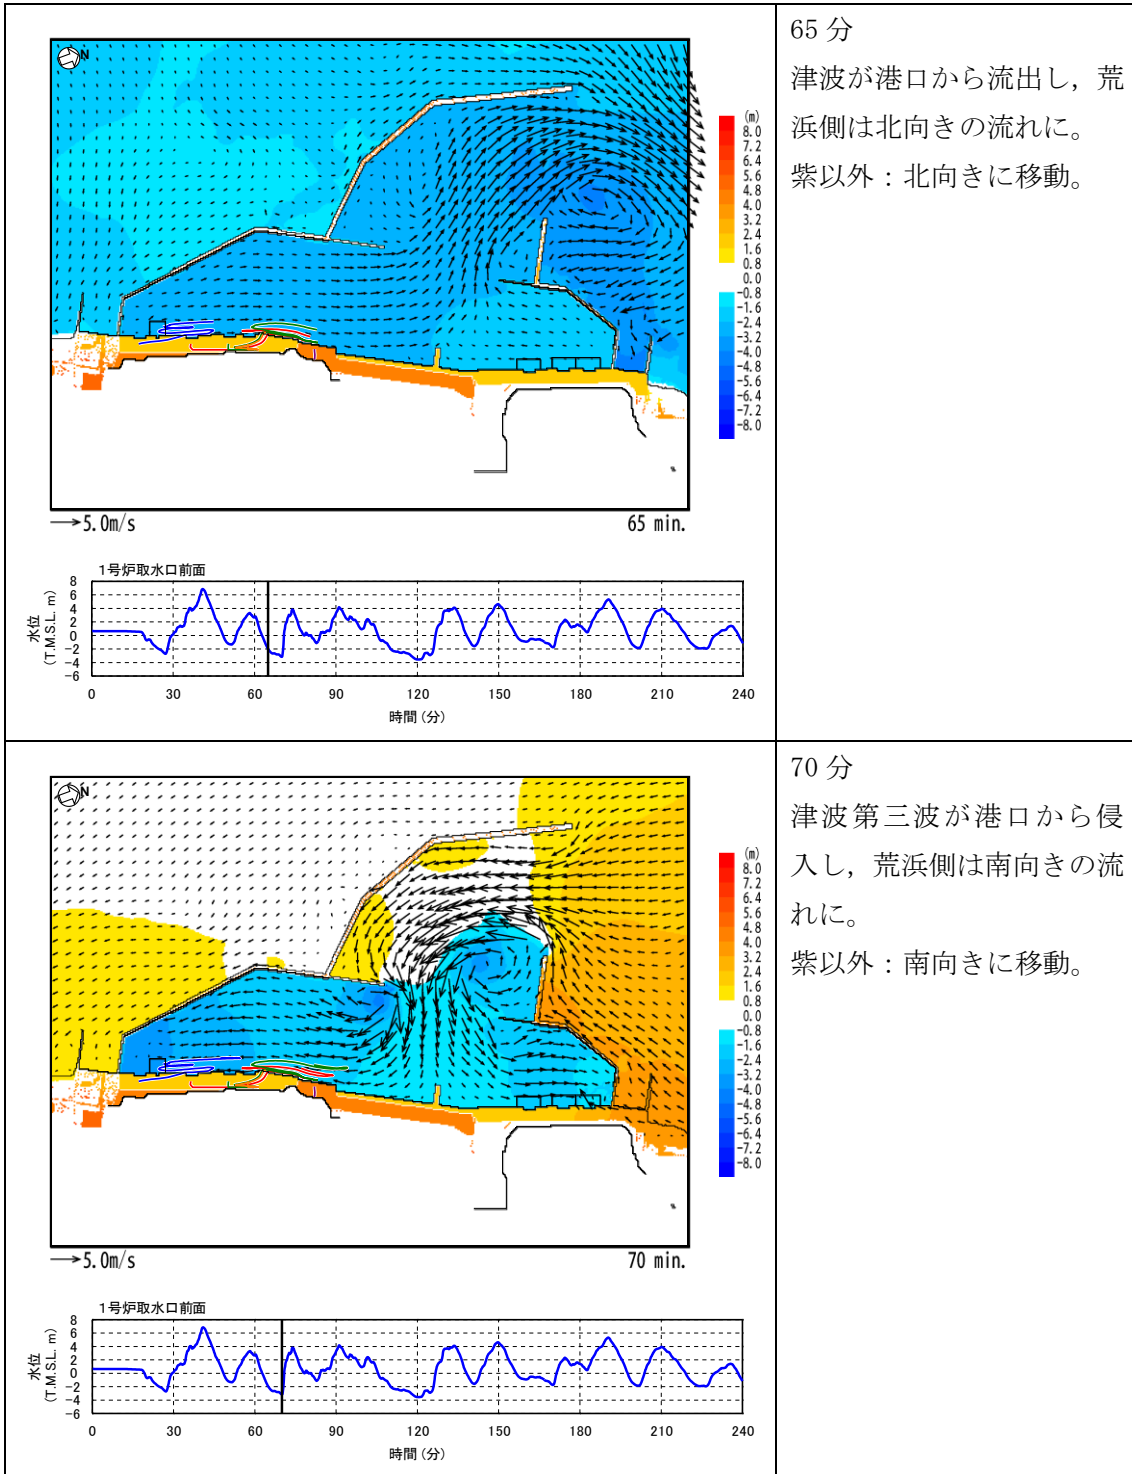 N
(m)
8.0
7.2
6.4
5.6
4.8
4.0
3.2
2.4
1.6
0.8
0.0
-0.8
-1.6
-2.4
-3.2
-4.0
-4.8
-5.6
-6.4
-7.2
-8.0
5.0m/s
65 min.
1号炉取水口前面
水位
(T.M.S.L. m)
8
6
4
2
0
-2
-4
-6
0 30 60 90 120 150 180 210 240
時間(分)
65 分
津波が港口から流出し，荒
浜側は北向きの流れに。
紫以外：北向きに移動。
N
(m)
8.0
7.2
6.4
5.6
4.8
4.0
3.2
2.4
1.6
0.8
0.0
-0.8
-1.6
-2.4
-3.2
-4.0
-4.8
-5.6
-6.4
-7.2
-8.0
5.0m/s
70 min.
1号炉取水口前面
水位
(T.M.S.L. m)
8
6
4
2
0
-2
-4
-6
0 30 60 90 120 150 180 210 240
時間(分)
70 分
津波第三波が港口から侵
入し，荒浜側は南向きの流
れに。
紫以外：南向きに移動。